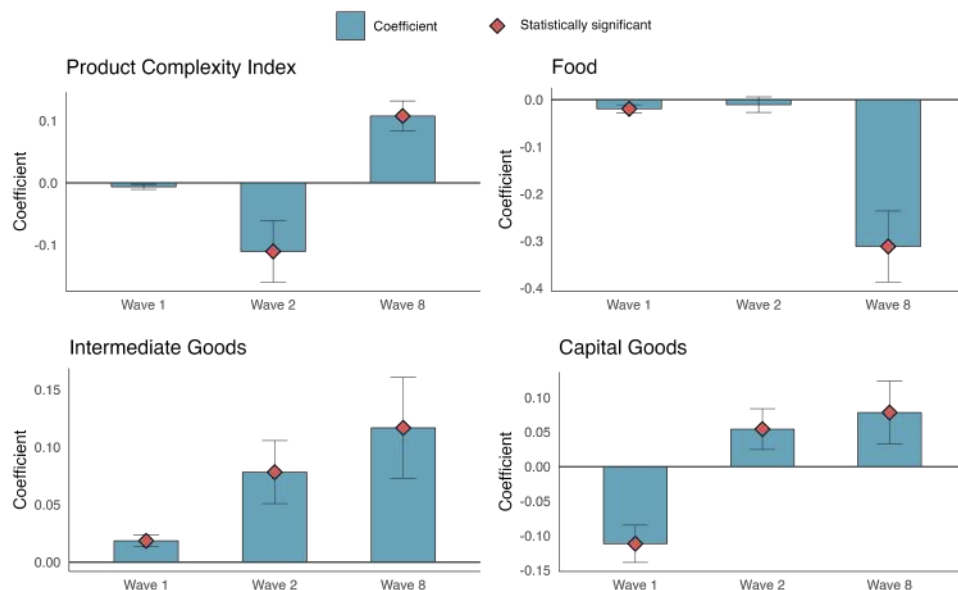 Coefficient
Statistically significant
Product Complexity Index
Coefficient
0.1
0.0
-0.1
Wave 1
Wave 2
Wave 8
Food
Coefficient
0.0
-0.1
-0.2
-0.3
-0.4
Wave 1
Wave 2
Wave 8
Intermediate Goods
Coefficient
0.15
0.10
0.05
0.00
Wave 1
Wave 2
Wave 8
Capital Goods
Coefficient
0.10
0.05
0.00
-0.05
-0.10
-0.15
Wave 1
Wave 2
Wave 8